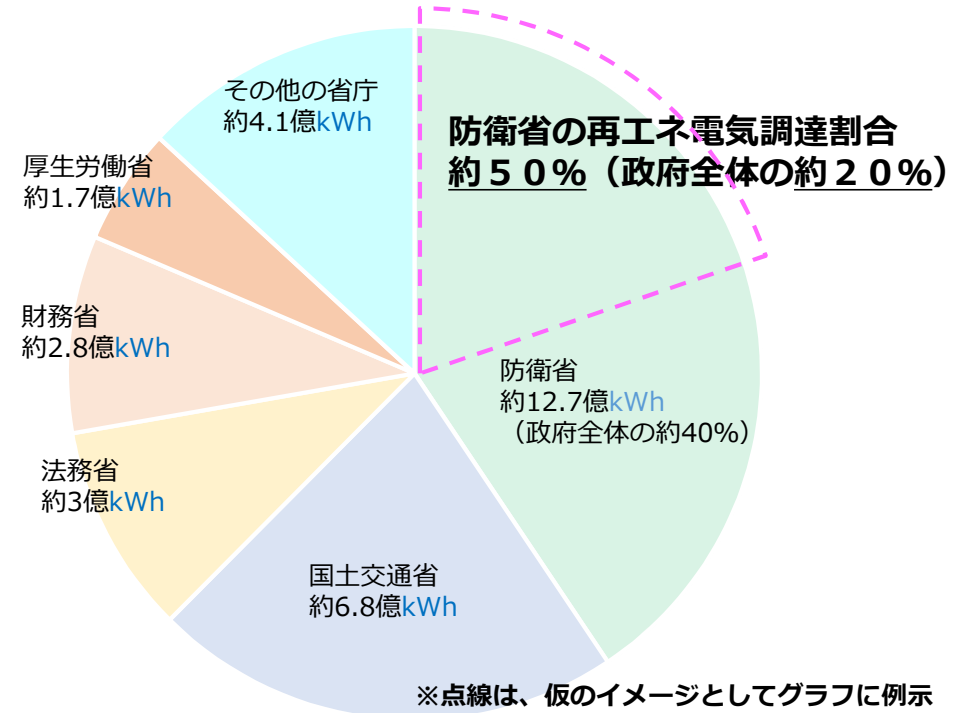 その他の省庁
約4.1億kWh
防衛省の再エネ電気調達割合
約５０%（政府全体の約２０%）
厚生労働省
約1.7億kWh
財務省
約2.8億kWh
防衛省
約12.7億kWh
（政府全体の約40%）
法務省
約3億kWh
国土交通省
約6.8億kWh
※点線は、仮のイメージとしてグラフに例示